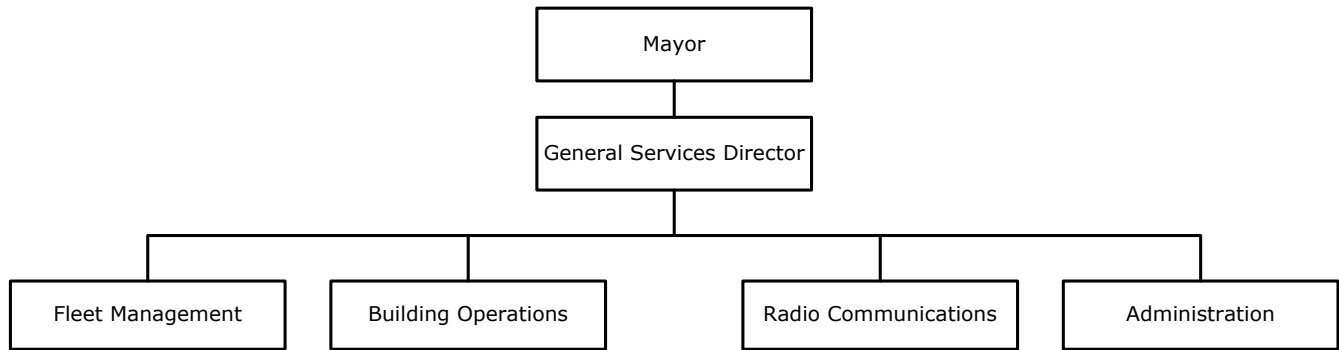 Mayor
General Services Director
Fleet Management
Building Operations
Radio Communications
Administration